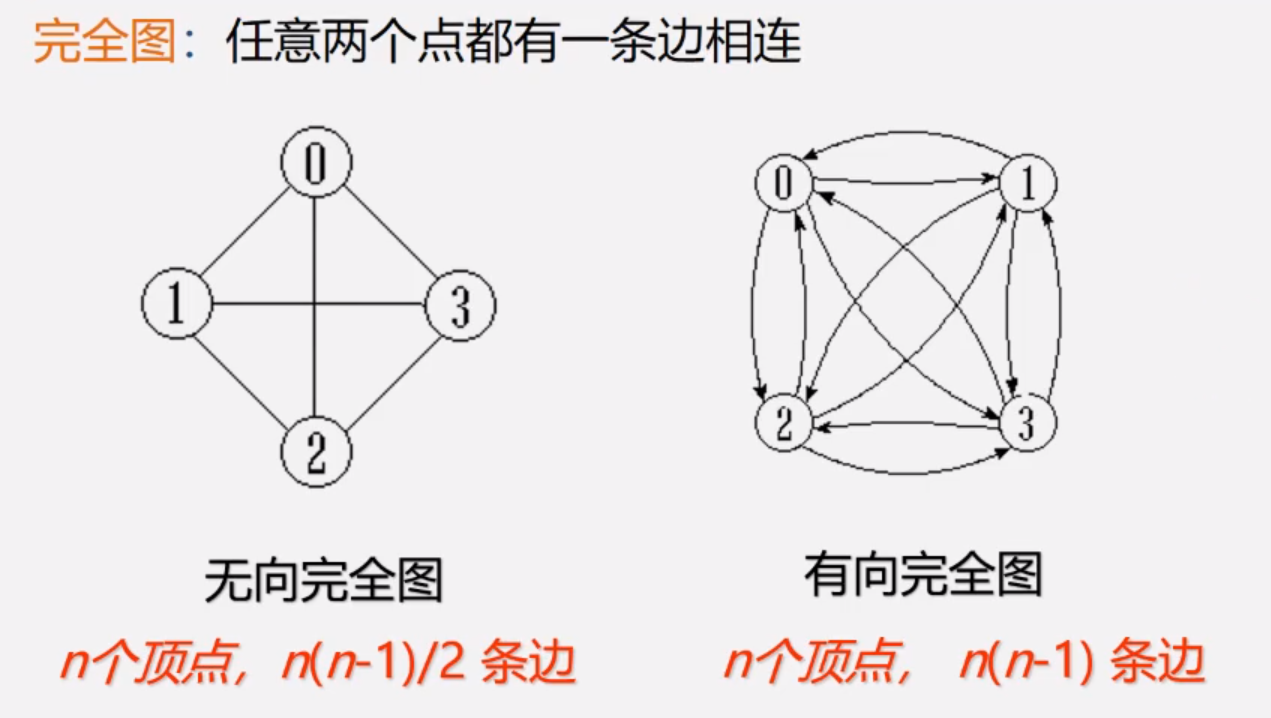 完全图：任意两个点都有一条边相连
0
1
3
2
0
1
2
3
无向完全图
有向完全图
n个顶点，n(n-1)/2 条边
n个顶点， n(n-1) 条边